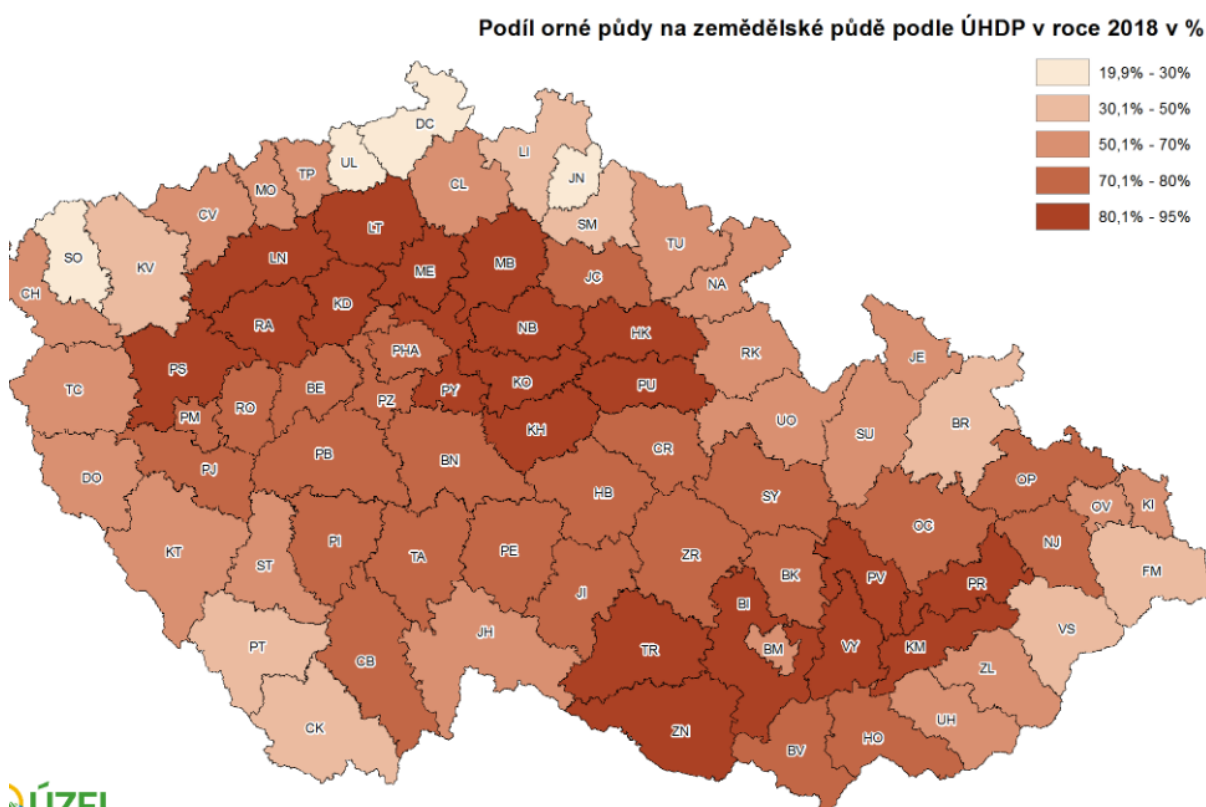 Podíl orné půdy na zemědělské půdě podle ÚHDP v roce 2018 v %
19,9% - 30%
30,1% - 50%
50,1% - 70%
70,1% - 80%
80,1% - 95%
DC
UL
LI
JN
TP
MO
CL
CV
SM
LT
TU
SO
KV
LN
ME
MB
JC
NA
CH
KD
RA
NB
HK
PHA
RK
JE
PS
KO
PU
TC
BE
PY
PZ
RO
PM
UO
SU
BR
KH
CR
PB
BN
PJ
DO
OP
HB
SY
OV
KI
OC
PI
PE
KT
TA
ZR
NJ
ST
BK
PV
PR
FM
JI
BI
JH
VS
PT
TR
BM
VY
KM
CB
ZL
UH
CK
ZN
HO
BV
ÚZEI